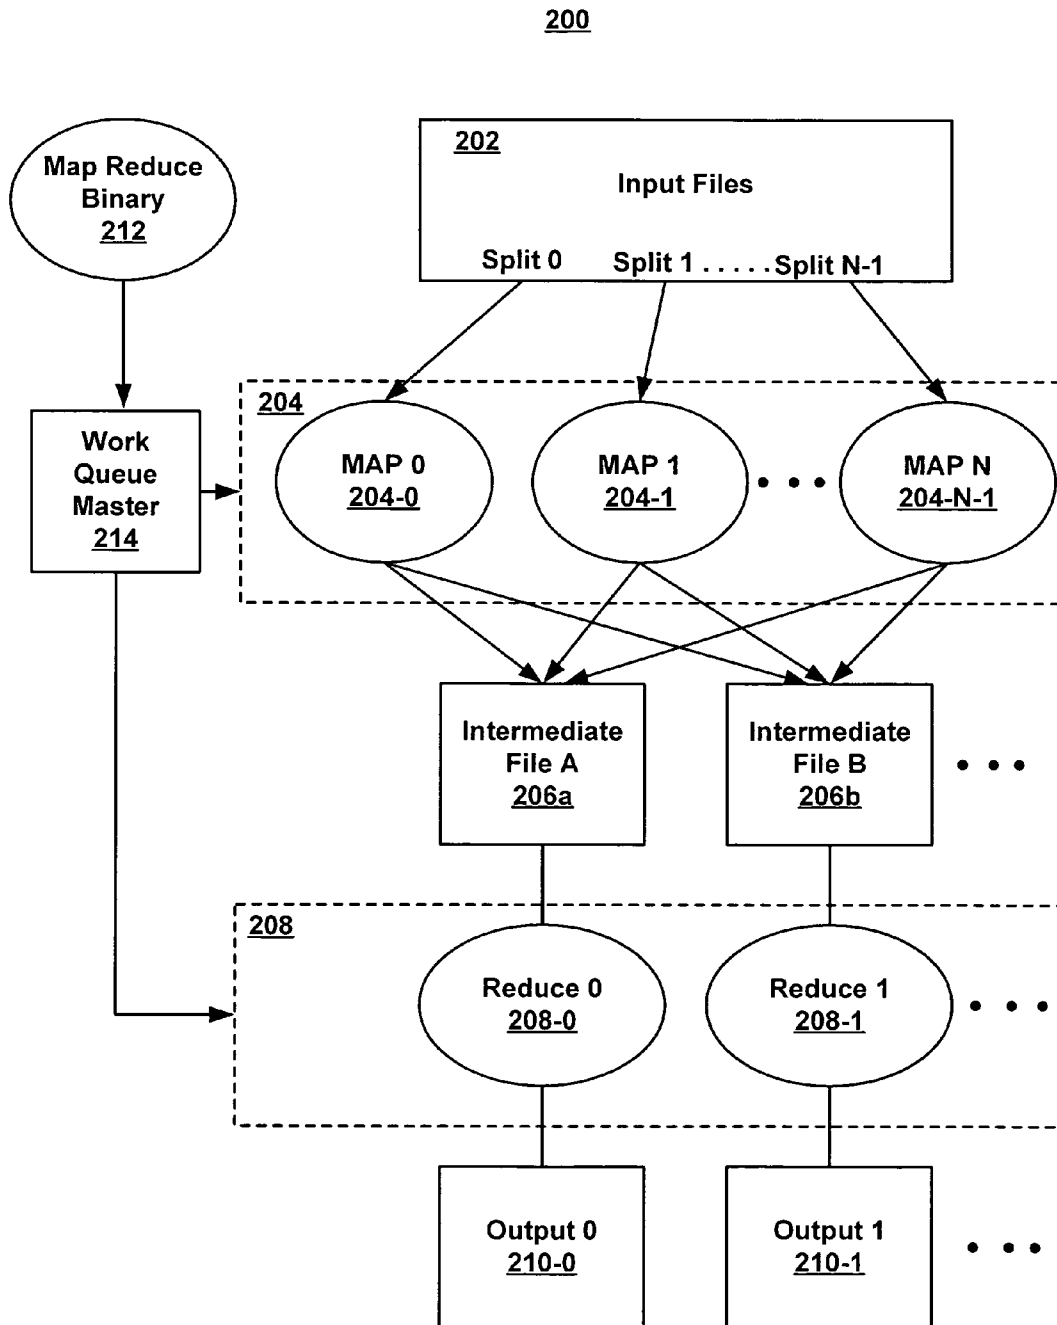 200
202
Input Files
Split 0 Split 1 ..... Split N-1
Map Reduce
Binary
212
204
Work
Queue
Master
214
MAP 0
204-0
MAP 1
204-1
MAP N
204-N-1
Intermediate
File A
206a
Intermediate
File B
206b
208
Reduce 0
208-0
Reduce 1
208-1
Output 0
210-0
Output 1
210-1